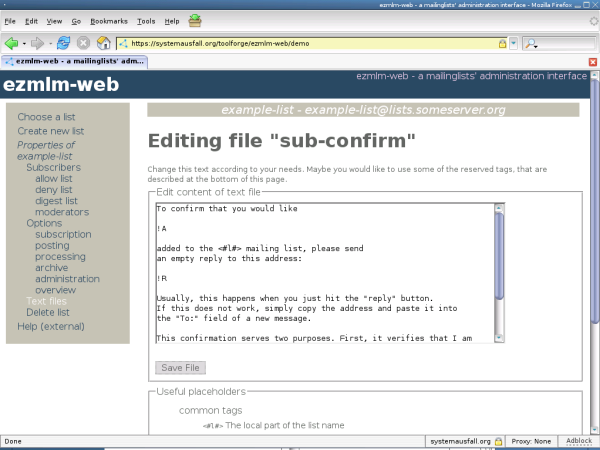 ezmlm-web - a mailinglists' administration interface - Mozilla Firefox
File Edit View Go Bookmarks Tools Help
https://systemausfall.org/toolforge/ezmlm-web/demo
ezmlm-web - a mailinglists' adm...
ezmlm-web - a mailinglists' administration interface
ezmlm-web
example-list - example-list@lists.someserver.org
Choose a list
Create new list
Properties of
example-list
Subscribers
allow list
deny list
digest list
moderators
Options
subscription
posting
processing
archive
administration
overview
Text files
Delete list
Help (external)
Editing file "sub-confirm"
Change this text according to your needs. Maybe you would like to use some of the reserved tags, that are
described at the bottom of this page.
Edit content of text file
To confirm that you would like
!A
added to the <#l#> mailing list, please send
an empty reply to this address:
!R
Usually, this happens when you just hit the "reply" button.
If this does not work, simply copy the address and paste it into
the "To:" field of a new message.
This confirmation serves two purposes. First, it verifies that I am
Save File
Useful placeholders
common tags
<#l#> The local part of the list name
Done
systemausfall.org
Proxy: None
Adblock